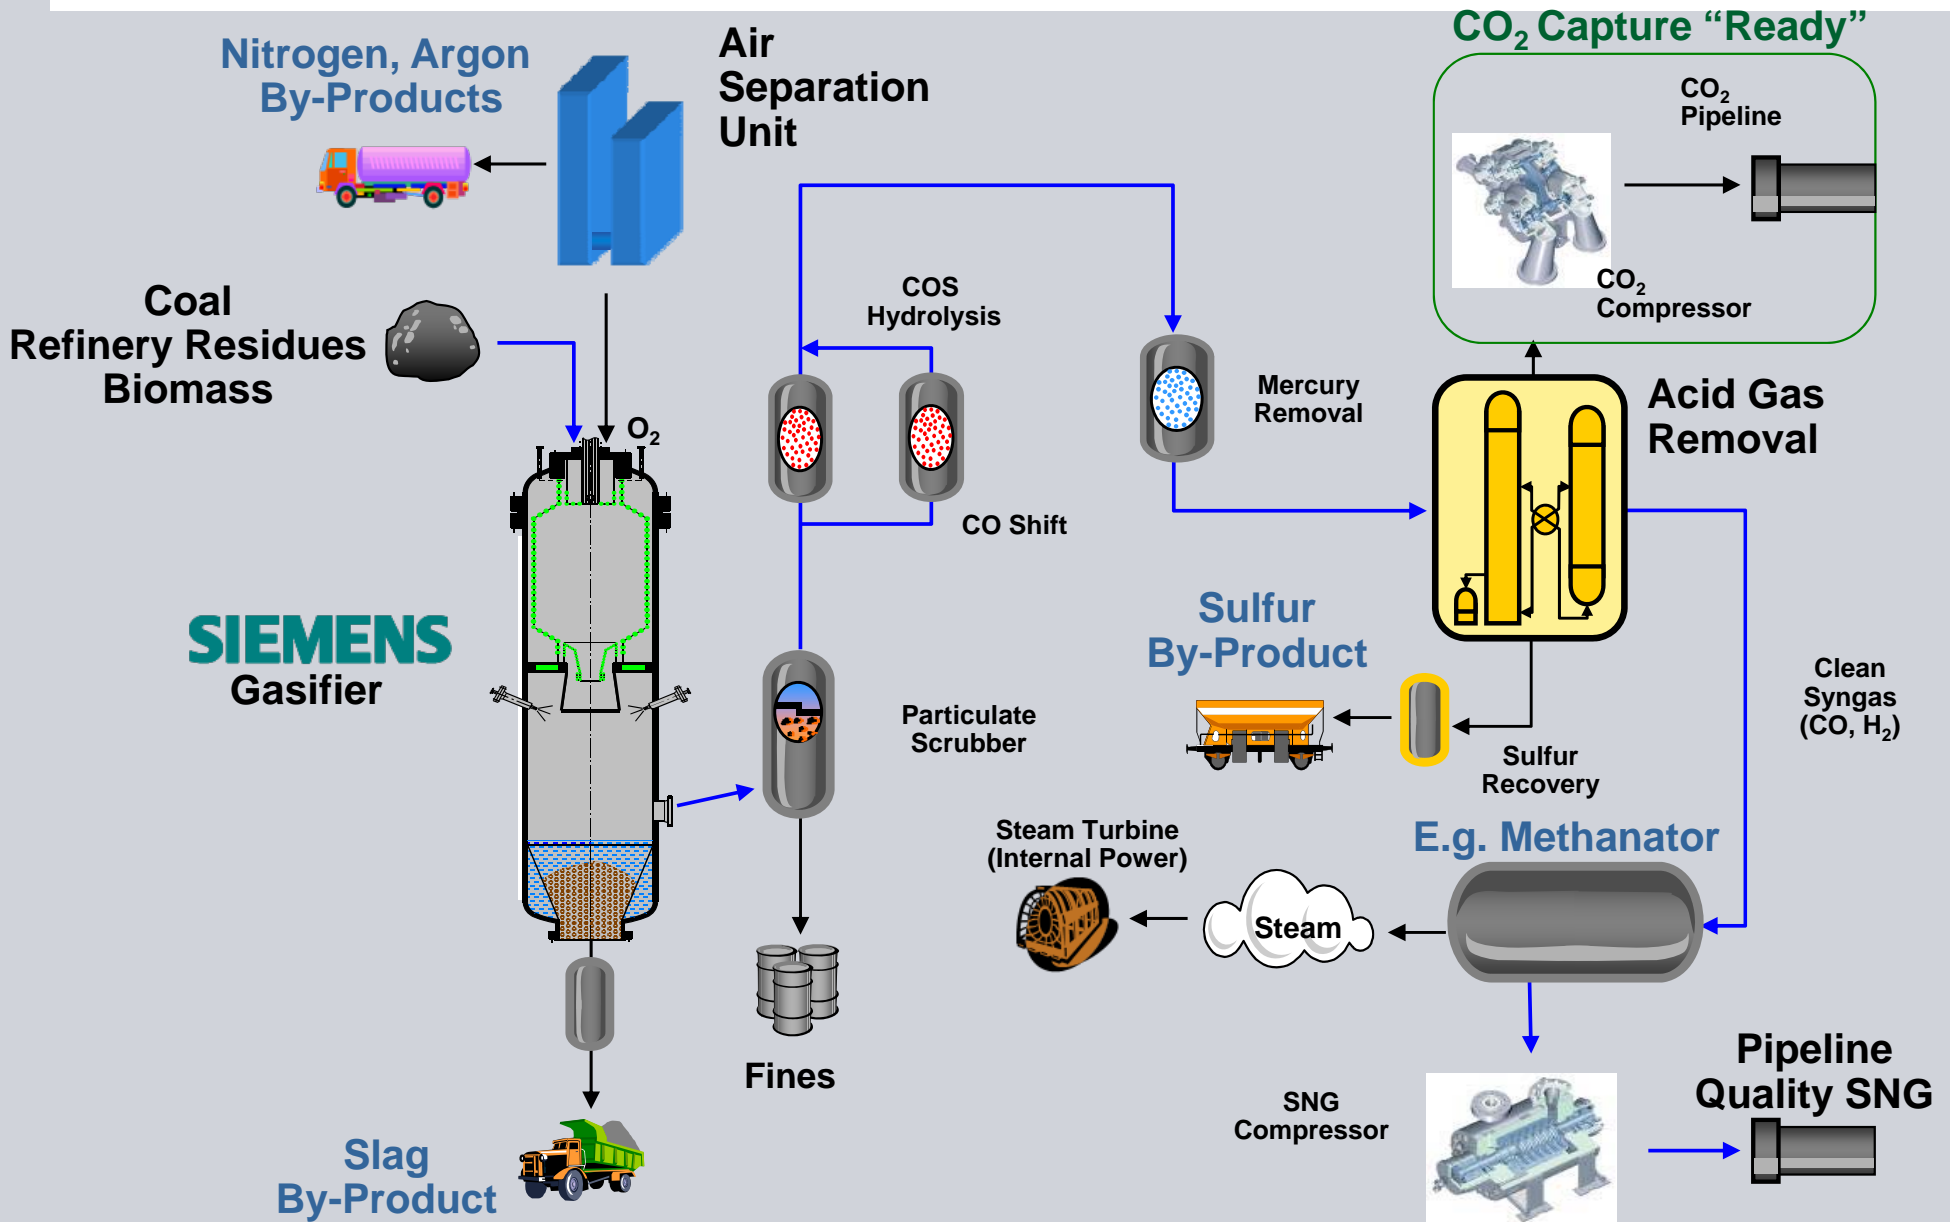 CO2 Capture “Ready”
Nitrogen, Argon
By-Products
Air
Separation
Unit
CO2
Pipeline
CO2
Compressor
Coal
Refinery Residues
Biomass
O2
COS
Hydrolysis
Mercury
Removal
Acid Gas
Removal
CO Shift
SIEMENS
Gasifier
Sulfur
By-Product
Particulate
Scrubber
Sulfur
Recovery
Clean
Syngas
(CO, H2)
Steam Turbine
(Internal Power)
E.g. Methanator
Steam
Fines
Pipeline
Quality SNG
SNG
Compressor
Slag
By-Product